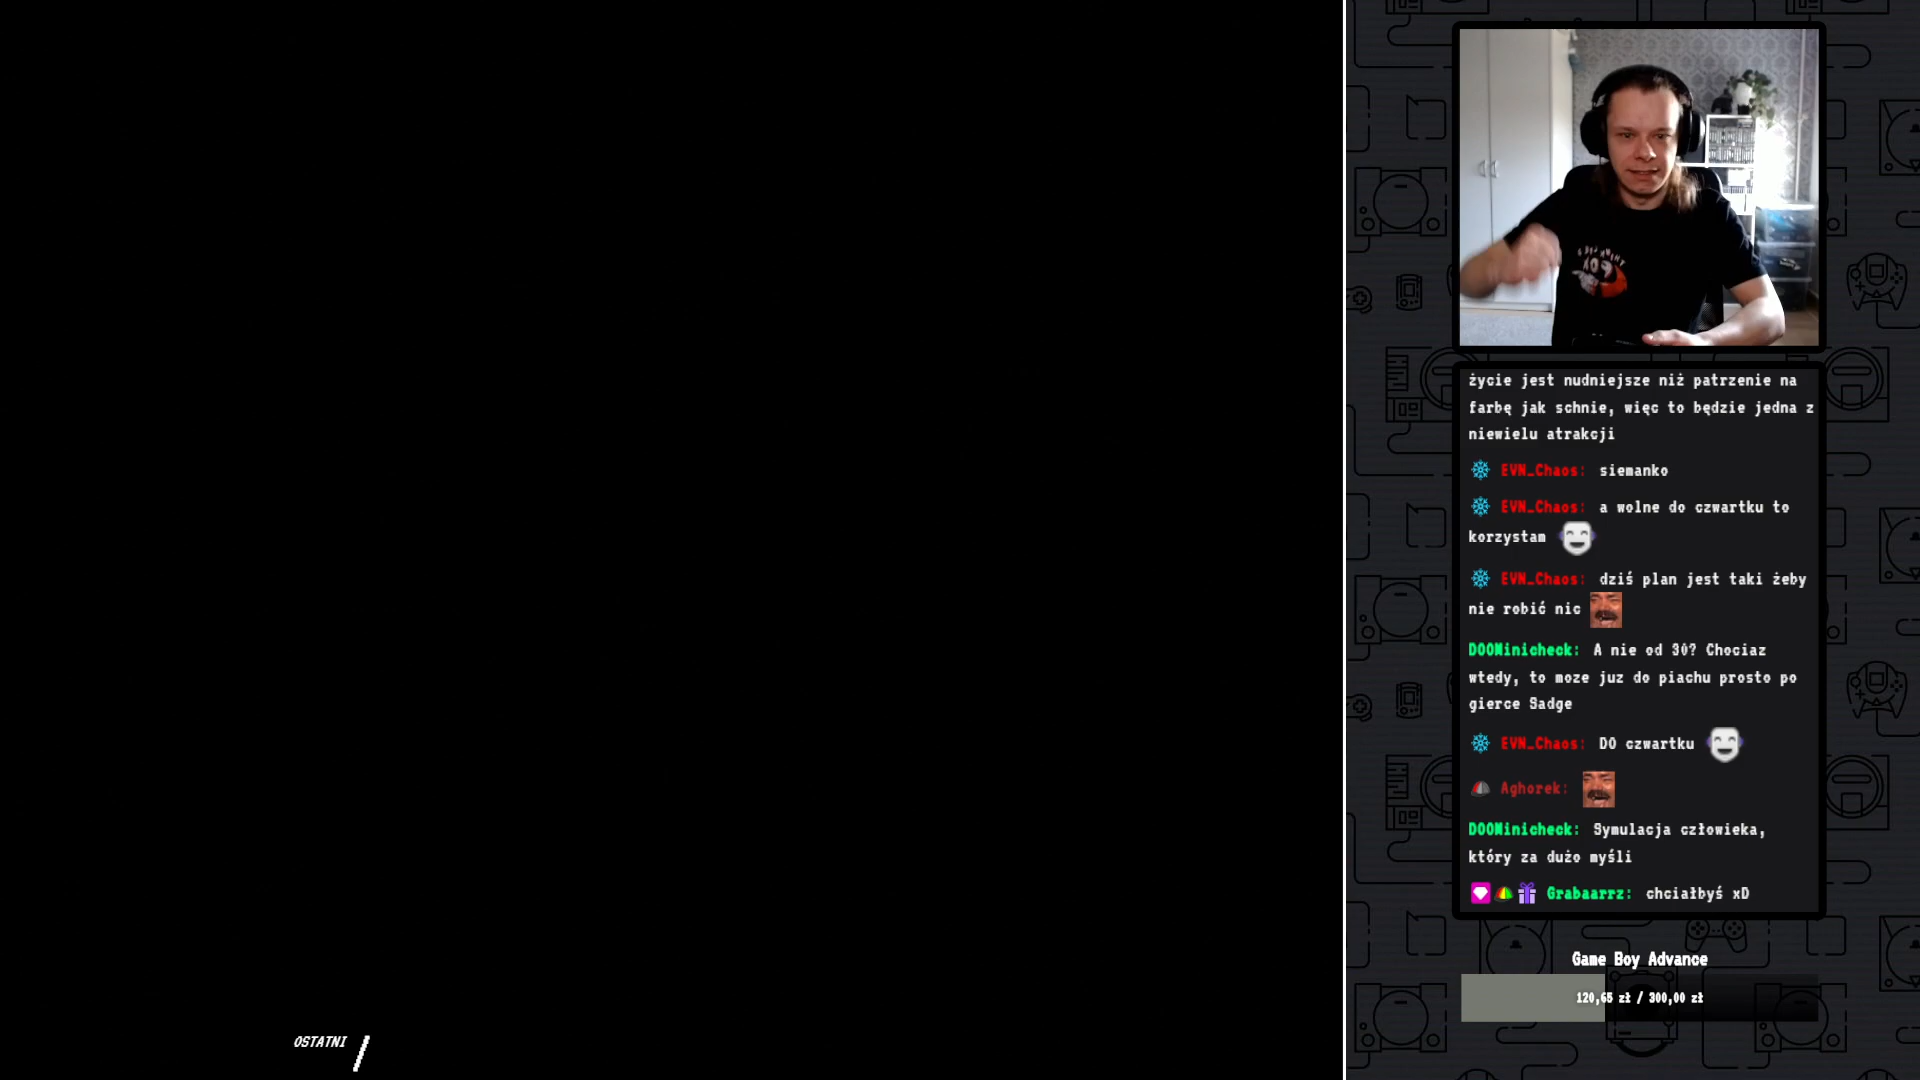 życie jest nudniejsze niż patrzenie na
farbę jak schnie, więc to będzie jedna z
niewielu atrakcji
EVN_Chaos: siemanko
EVN_Chaos: a wolne do czwartku to
korzystam
EVN_Chaos: dziś plan jest taki żeby
nie robić nic
DOOMinicheck: A nie od 30? Chociaz
wtedy, to moze juz do piachu prosto po
gierce Sadge
EVN_Chaos: DO czwartku
Aghorek:
DOOMinicheck: Symulacja człowieka,
który za dużo myśli
Grabaarrz: chciałbyś xD
Game Boy Advance
120,65 zł / 300,00 zł
OSTATNI